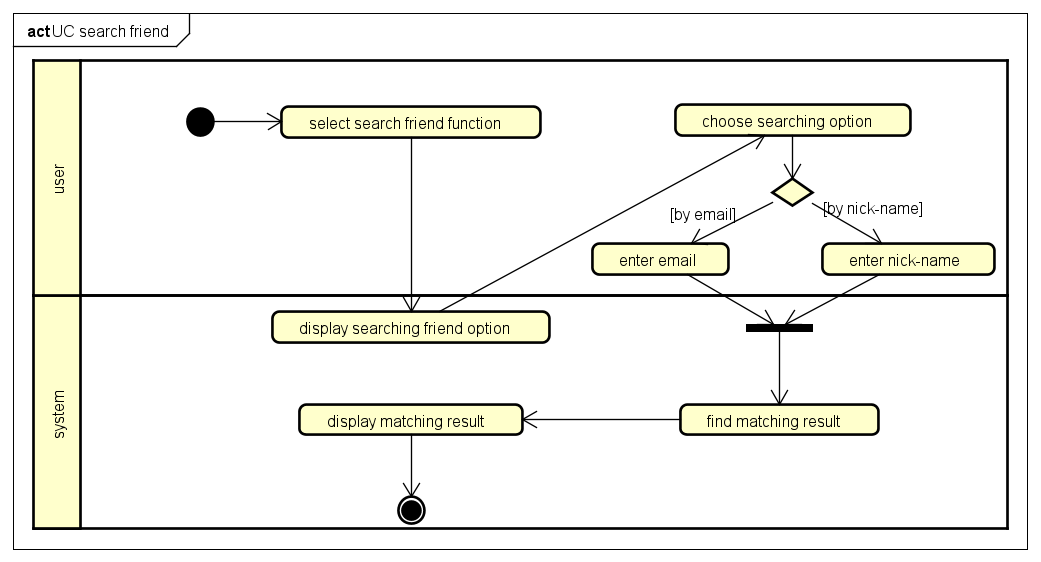 act UC search friend
user
select search friend function
choose searching option
[by email]
[by nick-name]
enter email
enter nick-name
system
display searching friend option
display matching result
find matching result